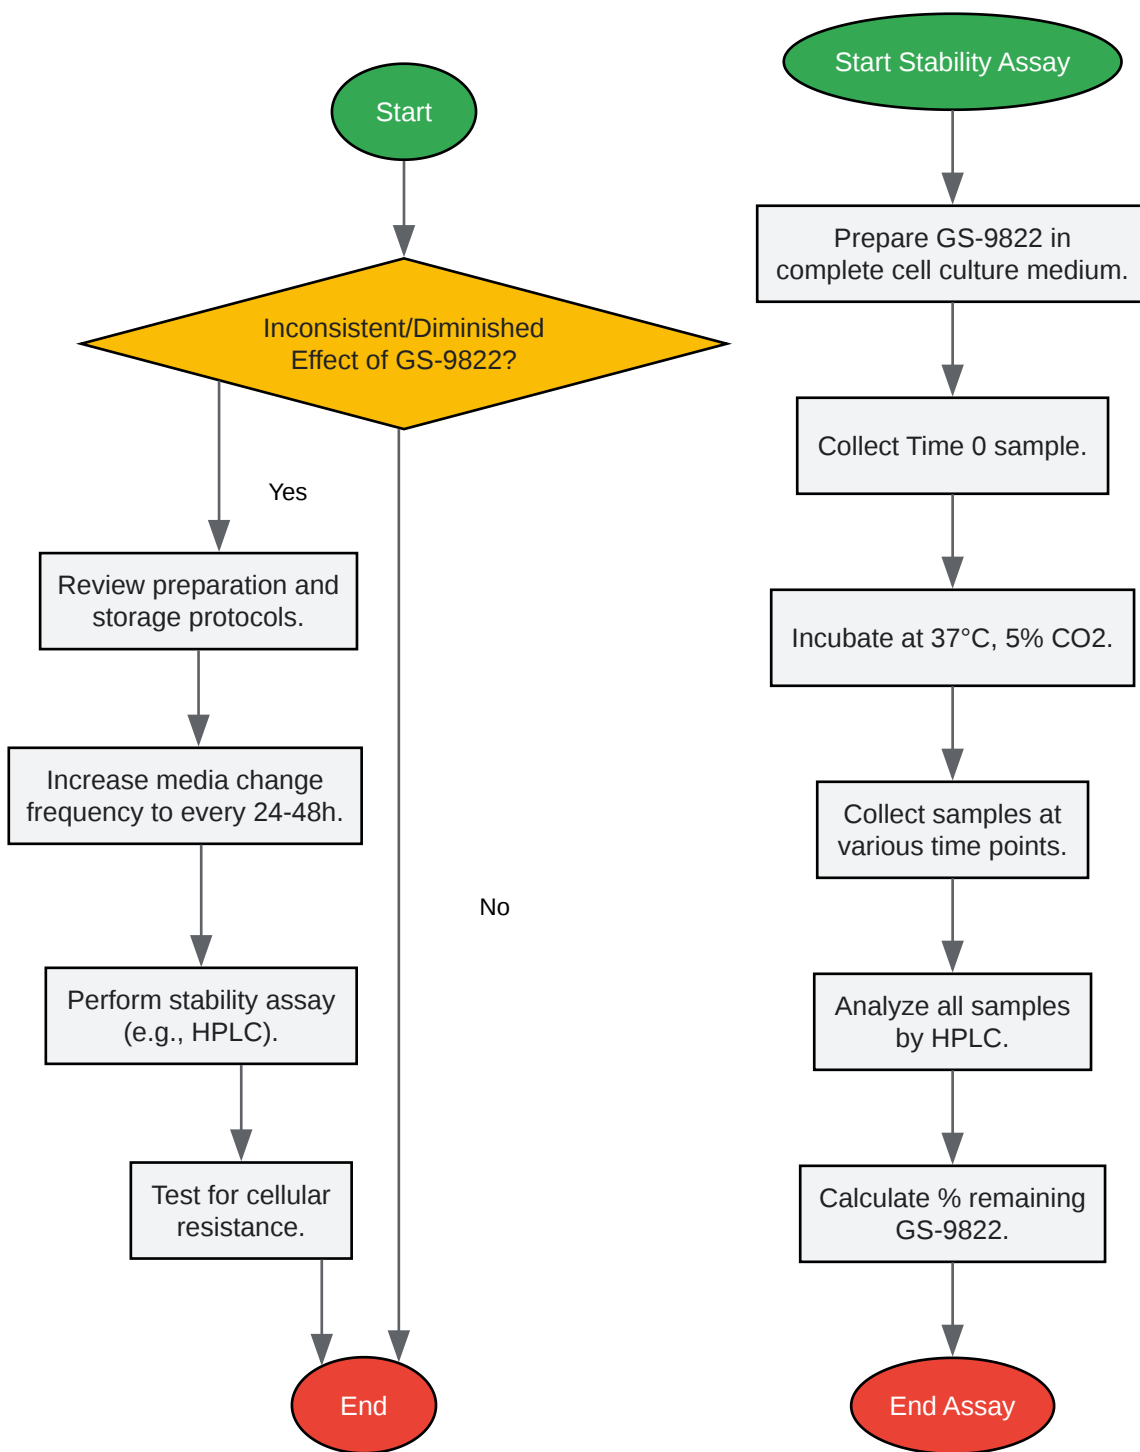 Start
Inconsistent/Diminished
Effect of GS-9822?
Yes
No
Review preparation and
storage protocols.
Increase media change
frequency to every 24-48h.
Perform stability assay
(e.g., HPLC).
Test for cellular
resistance.
End
Start Stability Assay
Prepare GS-9822 in
complete cell culture medium.
Collect Time 0 sample.
Incubate at 37°C, 5% CO2.
Collect samples at
various time points.
Analyze all samples
by HPLC.
Calculate % remaining
GS-9822.
End Assay